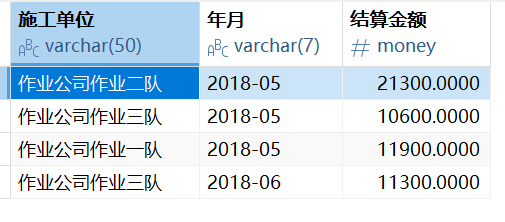 施工单位 年月 结算金额
ABC varchar(50) ABC varchar(7) # money
作业公司作业二队 2018-05 21300.0000
作业公司作业三队 2018-05 10600.0000
作业公司作业一队 2018-05 11900.0000
作业公司作业三队 2018-06 11300.0000